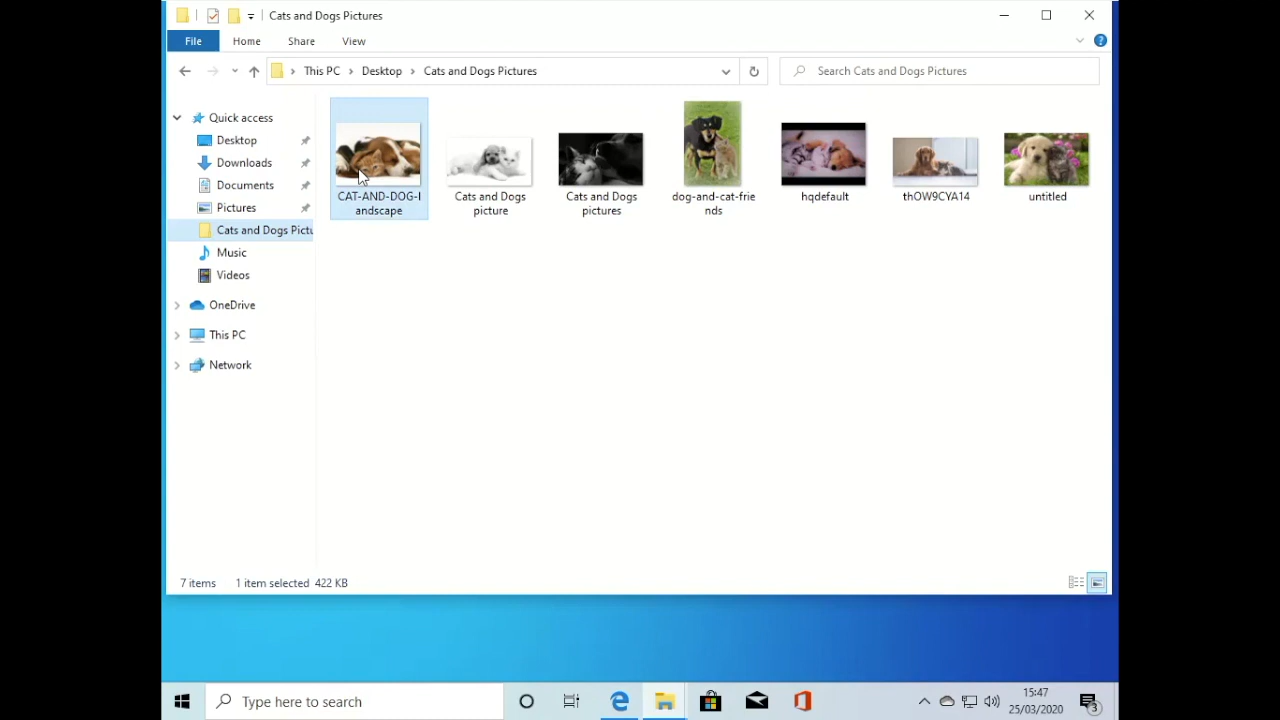 Cats and Dogs Pictures
File Home Share View
This PC Desktop Cats and Dogs Pictures
Search Cats and Dogs Pictures
Quick access
Desktop
Downloads
Documents
Pictures
Cats and Dogs Pictu
Music
Videos
OneDrive
This PC
Network
CAT-AND-DOG-l
andscape
Cats and Dogs
picture
Cats and Dogs
pictures
dog-and-cat-frie
nds
hqdefault
thOW9CYA14
untitled
7 items 1 item selected 422 KB
Type here to search
15:47
25/03/2020
3